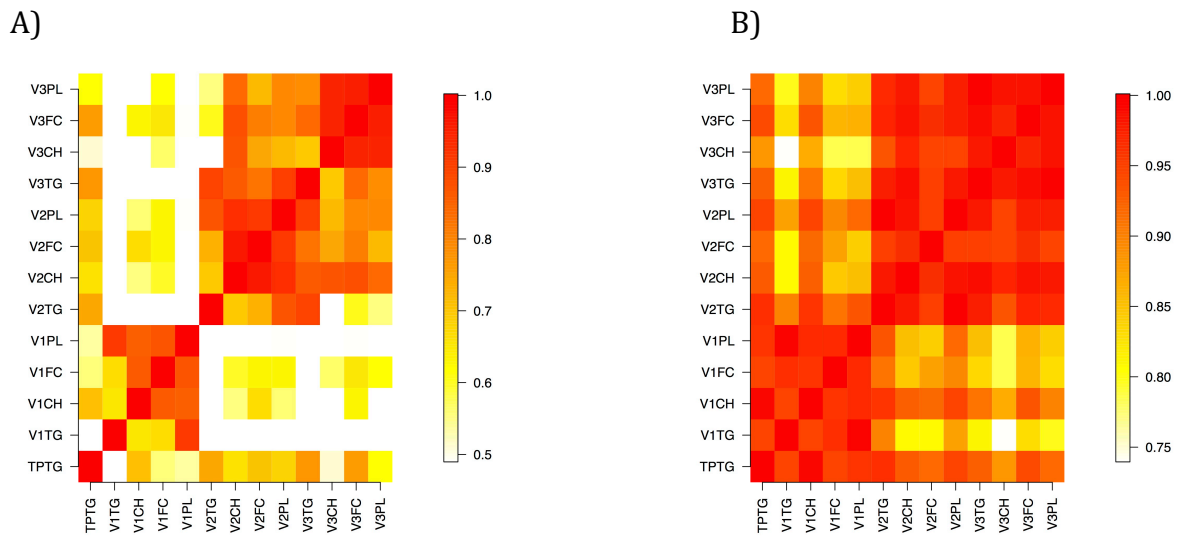 A)
B)
V3PL
V3FC
V3CH
V3TG
V2PL
V2FC
V2CH
V2TG
V1PL
V1FC
V1CH
V1TG
TPTG
TPTG V1TG V1CH V1FC V1PL V2TG V2CH V2FC V2PL V3TG V3CH V3FC V3PL
1.0
0.9
0.8
0.7
0.6
0.5
V3PL
V3FC
V3CH
V3TG
V2PL
V2FC
V2CH
V2TG
V1PL
V1FC
V1CH
V1TG
TPTG
TPTG V1TG V1CH V1FC V1PL V2TG V2CH V2FC V2PL V3TG V3CH V3FC V3PL
1.00
0.95
0.90
0.85
0.80
0.75